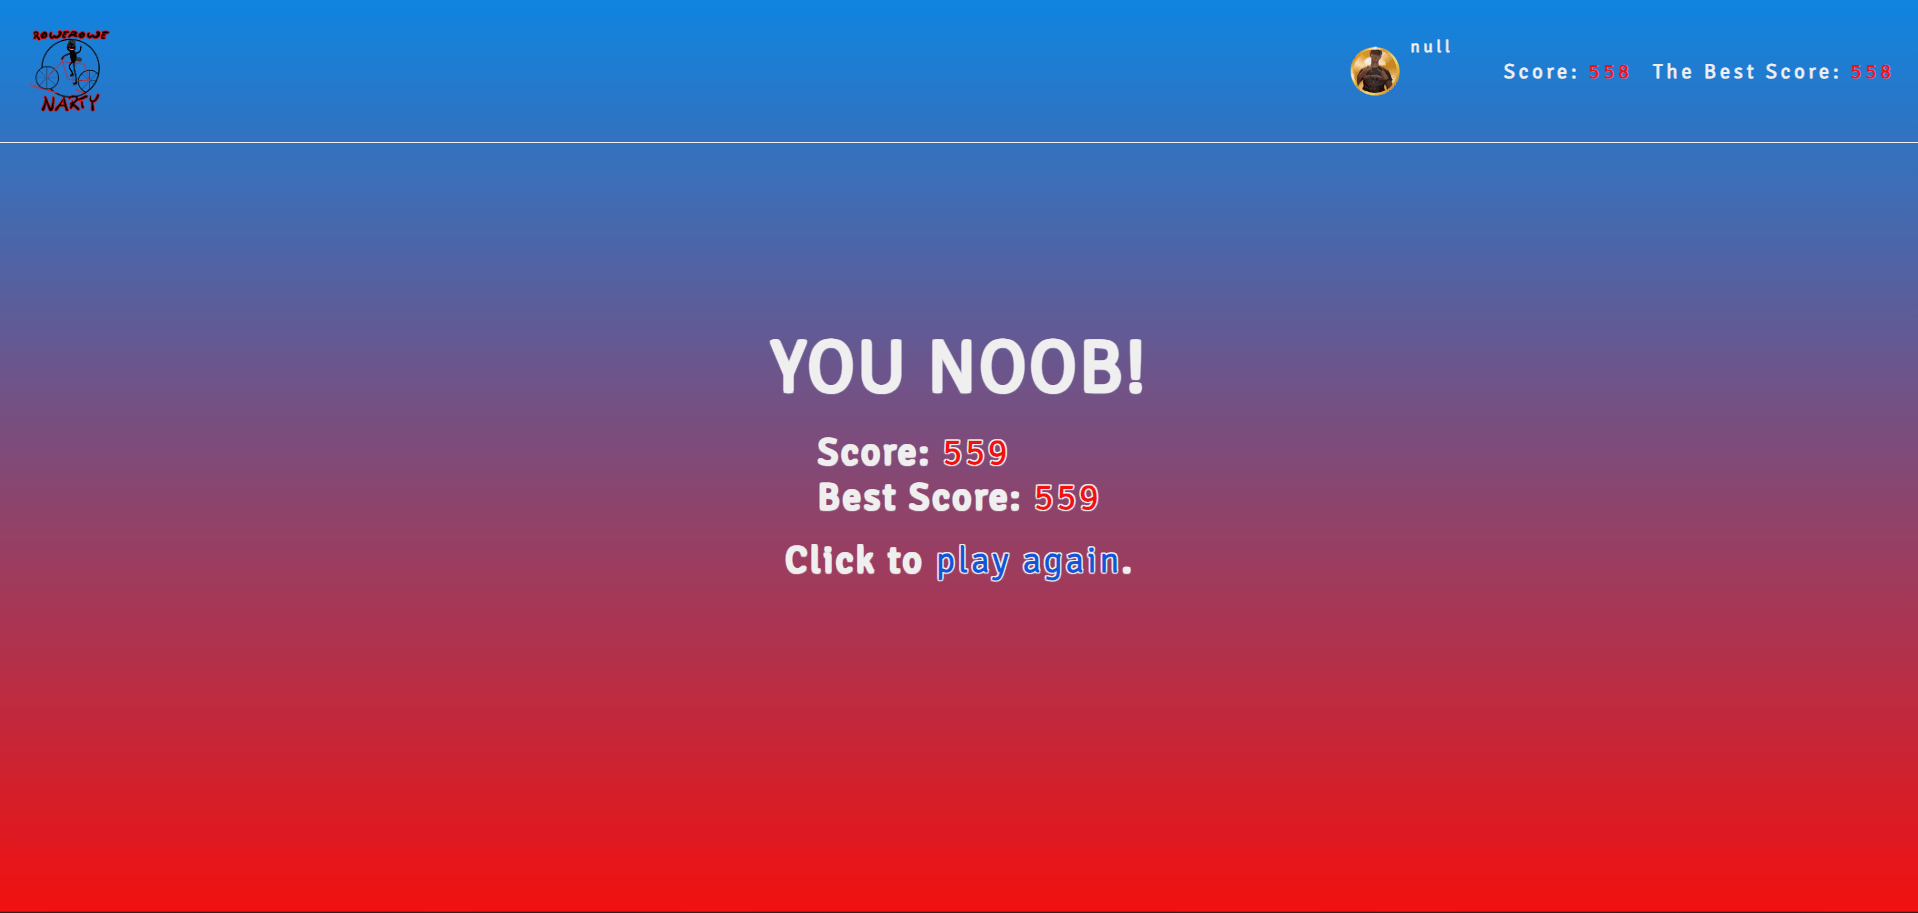 ROWEROWE
NARTY
null
Score: 558 The Best Score: 558
YOU NOOB!
Score: 559
Best Score: 559
Click to play again.